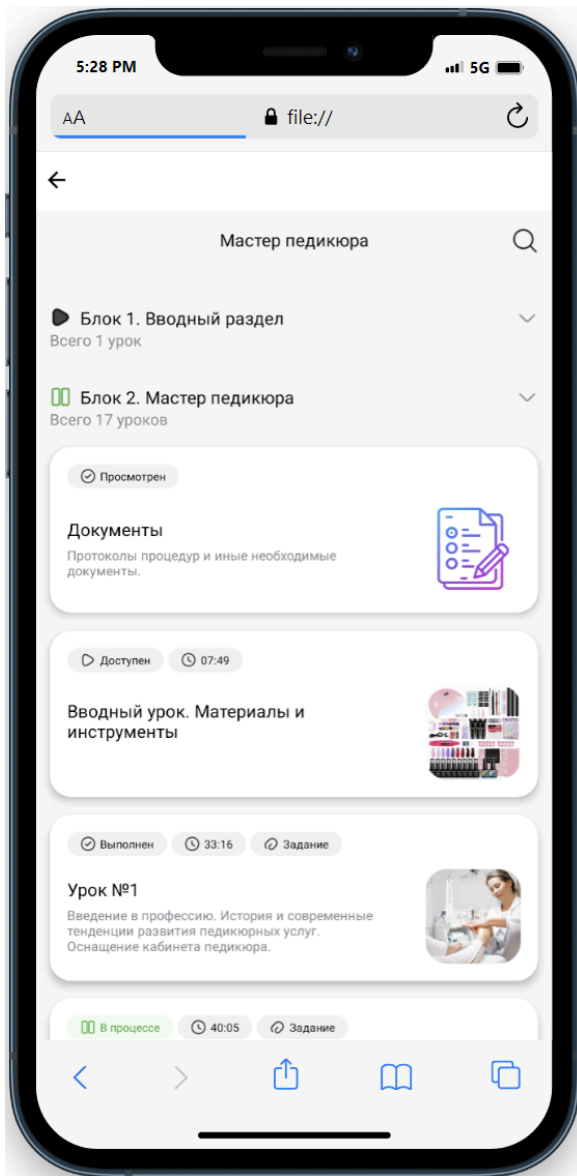 5:28 PM
5G
AA
file://
Мастер педикюра
Блок 1. Вводный раздел
Всего 1 урок
Блок 2. Мастер педикюра
Всего 17 уроков
Просмотрен
Документы
Протоколы процедур и иные необходимые
документы.
Доступен
07:49
Вводный урок. Материалы и
инструменты
Выполнен
33:16
Задание
Урок №1
Введение в профессию. История и современные
тенденции развития педикюрных услуг.
Оснащение кабинета педикюра.
В процессе
40:05
Задание